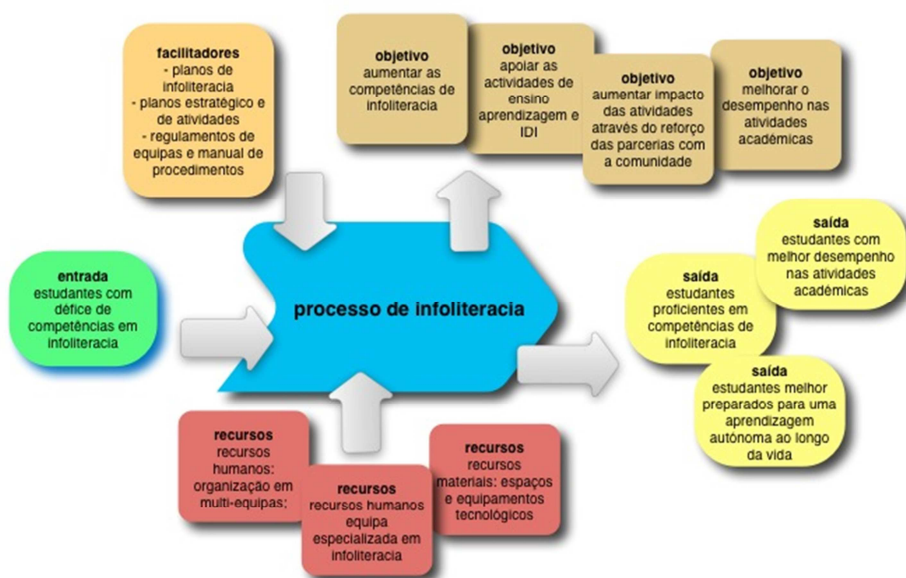 facilitadores
- planos de
infoliteracia
- planos estratégico e
de atividades
- regulamentos de
equipas e manual de
procedimentos
objetivo
aumentar as
competências de
infoliteracia
objetivo
apoiar as
actividades de
ensino
aprendizagem e
IDI
objetivo
aumentar impacto
das atividades
através do reforço
das parcerias com
a comunidade
objetivo
melhorar o
desempenho nas
atividades
académicas
entrada
estudantes com
défice de
competências em
infoliteracia
processo de infoliteracia
saída
estudantes com
melhor desempenho
nas atividades
académicas
saída
estudantes
proficientes em
competências de
infoliteracia
saída
estudantes melhor
preparados para uma
aprendizagem
autónoma ao longo
da vida
recursos
recursos
humanos:
organização em
multi-equipas;
recursos
recursos humanos
equipa
especializada em
infoliteracia
recursos
recursos
materiais: espaços
e equipamentos
tecnológicos